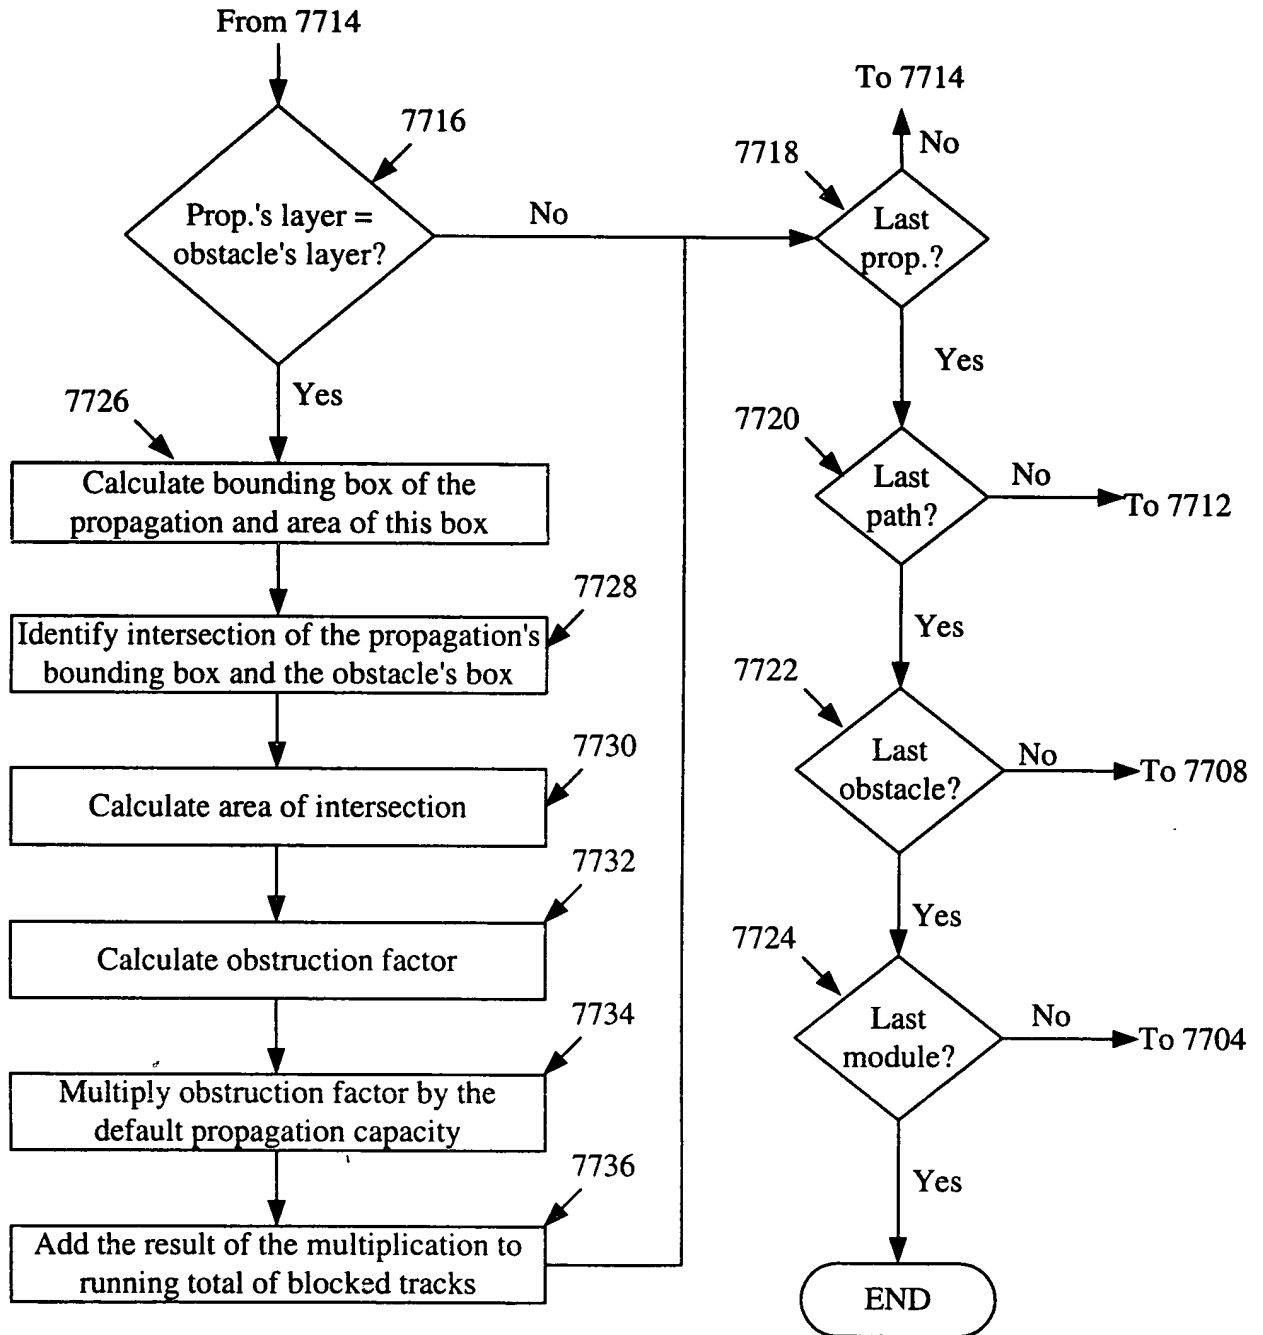 From 7714
7716
Prop.'s layer =
obstacle's layer?
No
Yes
7726
Calculate bounding box of the
propagation and area of this box
7728
Identify intersection of the propagation's
bounding box and the obstacle's box
7730
Calculate area of intersection
7732
Calculate obstruction factor
7734
Multiply obstruction factor by the
default propagation capacity
7736
Add the result of the multiplication to
running total of blocked tracks
To 7714
No
7718
Last
prop.?
Yes
7720
Last
path?
No
To 7712
Yes
7722
Last
obstacle?
No
To 7708
Yes
7724
Last
module?
No
To 7704
Yes
END